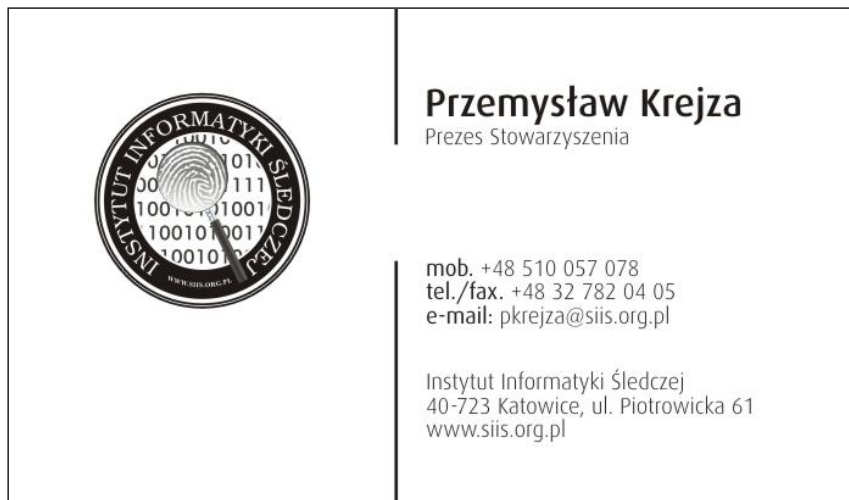 INSTYTUT INFORMATYKI ŚLEDCZEJ
WWW.SIIS.ORG.PL
Przemysław Krejza
Prezes Stowarzyszenia
mob. +48 510 057 078
tel./fax. +48 32 782 04 05
e-mail: pkrejza@siis.org.pl
Instytut Informatyki Śledczej
40-723 Katowice, ul. Piotrowicka 61
www.siis.org.pl